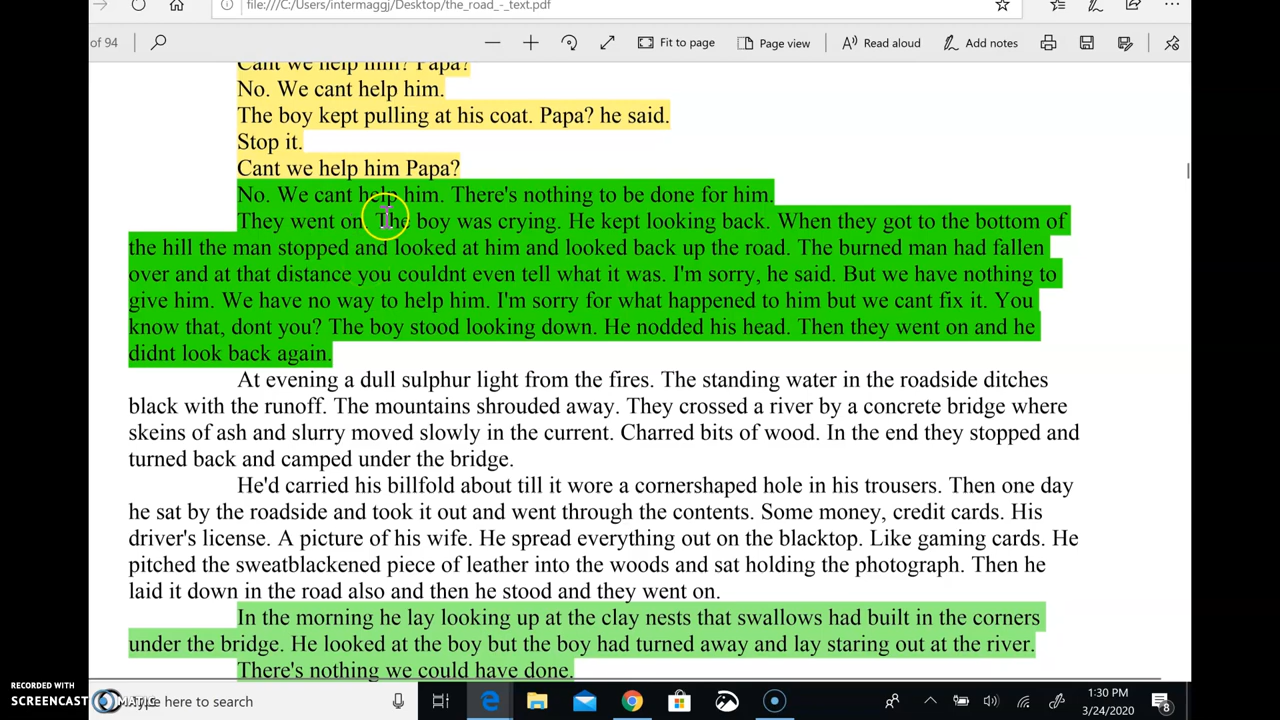 file:///C:/Users/intermaggj/Desktop/the_road_-_text.pdf
of 94
Fit to page
Page view
Read aloud
Add notes
Cant we help him? Papa?
No. We cant help him.
The boy kept pulling at his coat. Papa? he said.
Stop it.
Cant we help him Papa?
No. We cant help him. There's nothing to be done for him.
They went on. The boy was crying. He kept looking back. When they got to the bottom of
the hill the man stopped and looked at him and looked back up the road. The burned man had fallen
over and at that distance you couldnt even tell what it was. I'm sorry, he said. But we have nothing to
give him. We have no way to help him. I'm sorry for what happened to him but we cant fix it. You
know that, dont you? The boy stood looking down. He nodded his head. Then they went on and he
didnt look back again.
At evening a dull sulphur light from the fires. The standing water in the roadside ditches
black with the runoff. The mountains shrouded away. They crossed a river by a concrete bridge where
skeins of ash and slurry moved slowly in the current. Charred bits of wood. In the end they stopped and
turned back and camped under the bridge.
He'd carried his billfold about till it wore a cornershaped hole in his trousers. Then one day
he sat by the roadside and took it out and went through the contents. Some money, credit cards. His
driver's license. A picture of his wife. He spread everything out on the blacktop. Like gaming cards. He
pitched the sweatblackened piece of leather into the woods and sat holding the photograph. Then he
laid it down in the road also and then he stood and they went on.
In the morning he lay looking up at the clay nests that swallows had built in the corners
under the bridge. He looked at the boy but the boy had turned away and lay staring out at the river.
There's nothing we could have done.
RECORDED WITH
SCREENCAST MATIC
ype here to search
1:30 PM
3/24/2020
8